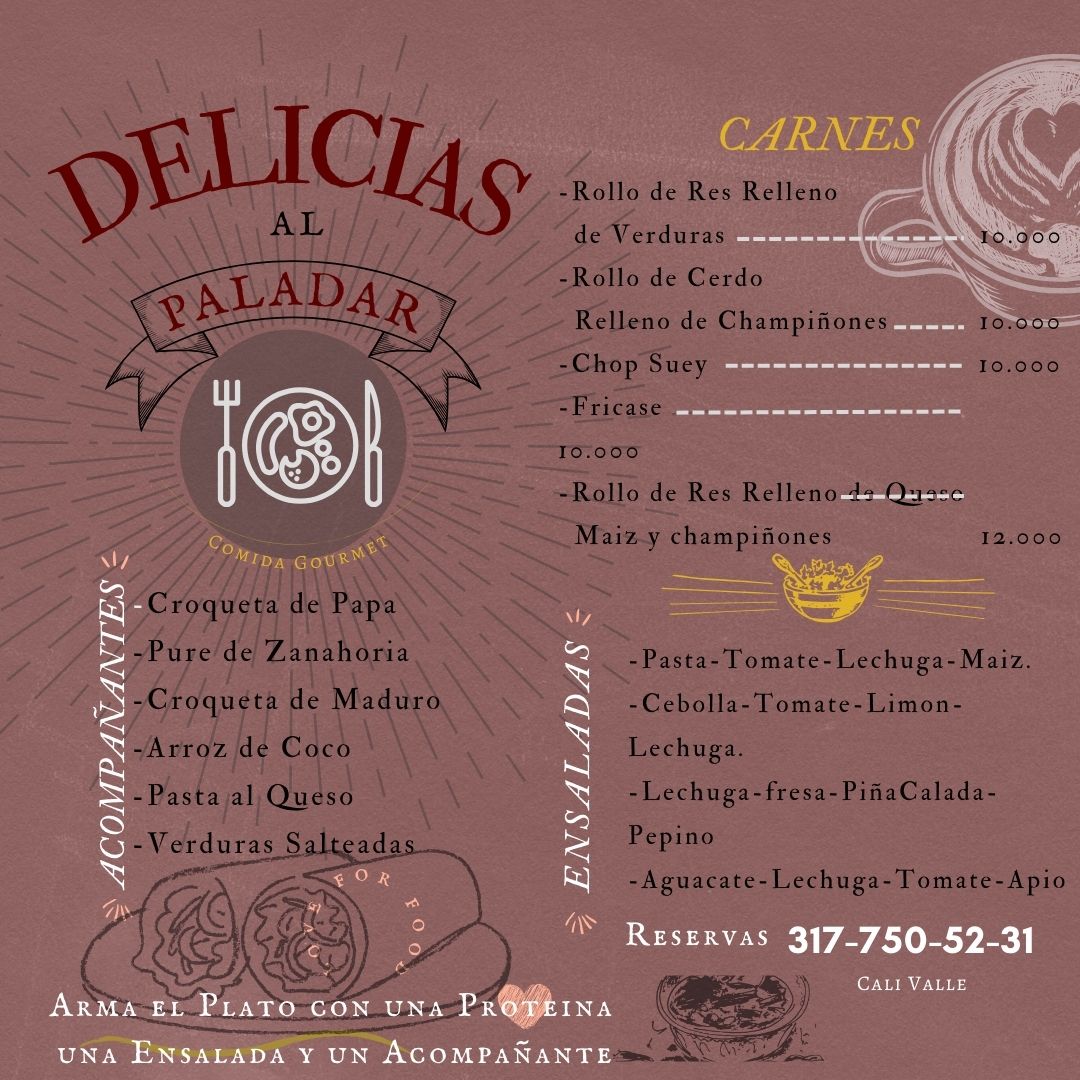 DELICIAS
AL
PALADAR
COMIDA GOURMET
CARNES
-Rollo de Res Relleno
de Verduras 10.000
-Rollo de Cerdo
Relleno de Champiñones 10.000
-Chop Suey 10.000
-Fricase
10.000
-Rollo de Res Relleno de Queso
Maiz y champiñones 12.000
ACOMPAÑANTES
-Croqueta de Papa
-Pure de Zanahoria
-Croqueta de Maduro
-Arroz de Coco
-Pasta al Queso
-Verduras Salteadas
ENSALADAS
-Pasta-Tomate-Lechuga-Maiz.
-Cebolla-Tomate-Limon-
Lechuga.
-Lechuga-fresa-PiñaCalada-
Pepino
-Aguacate-Lechuga-Tomate-Apio
FOR FOOD
RESERVAS 317-750-52-31
CALI VALLE
ARMA EL PLATO CON UNA PROTEINA
UNA ENSALADA Y UN ACOMPAÑANTE